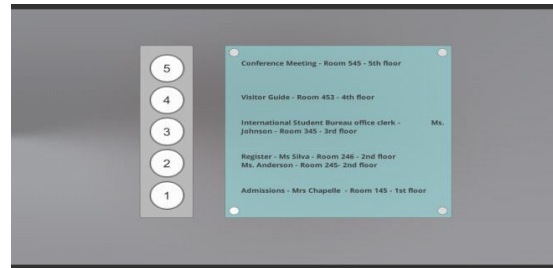 5
Conference Meeting - Room 545 - 5th floor
4
Visitor Guide - Room 453 - 4th floor
3
International Student Bureau office clerk - Ms.
Johnson - Room 345 - 3rd floor
2
Register - Ms Silva - Room 246 - 2nd floor
Ms. Anderson - Room 245- 2nd floor
1
Admissions - Mrs Chapelle - Room 145 - 1st floor